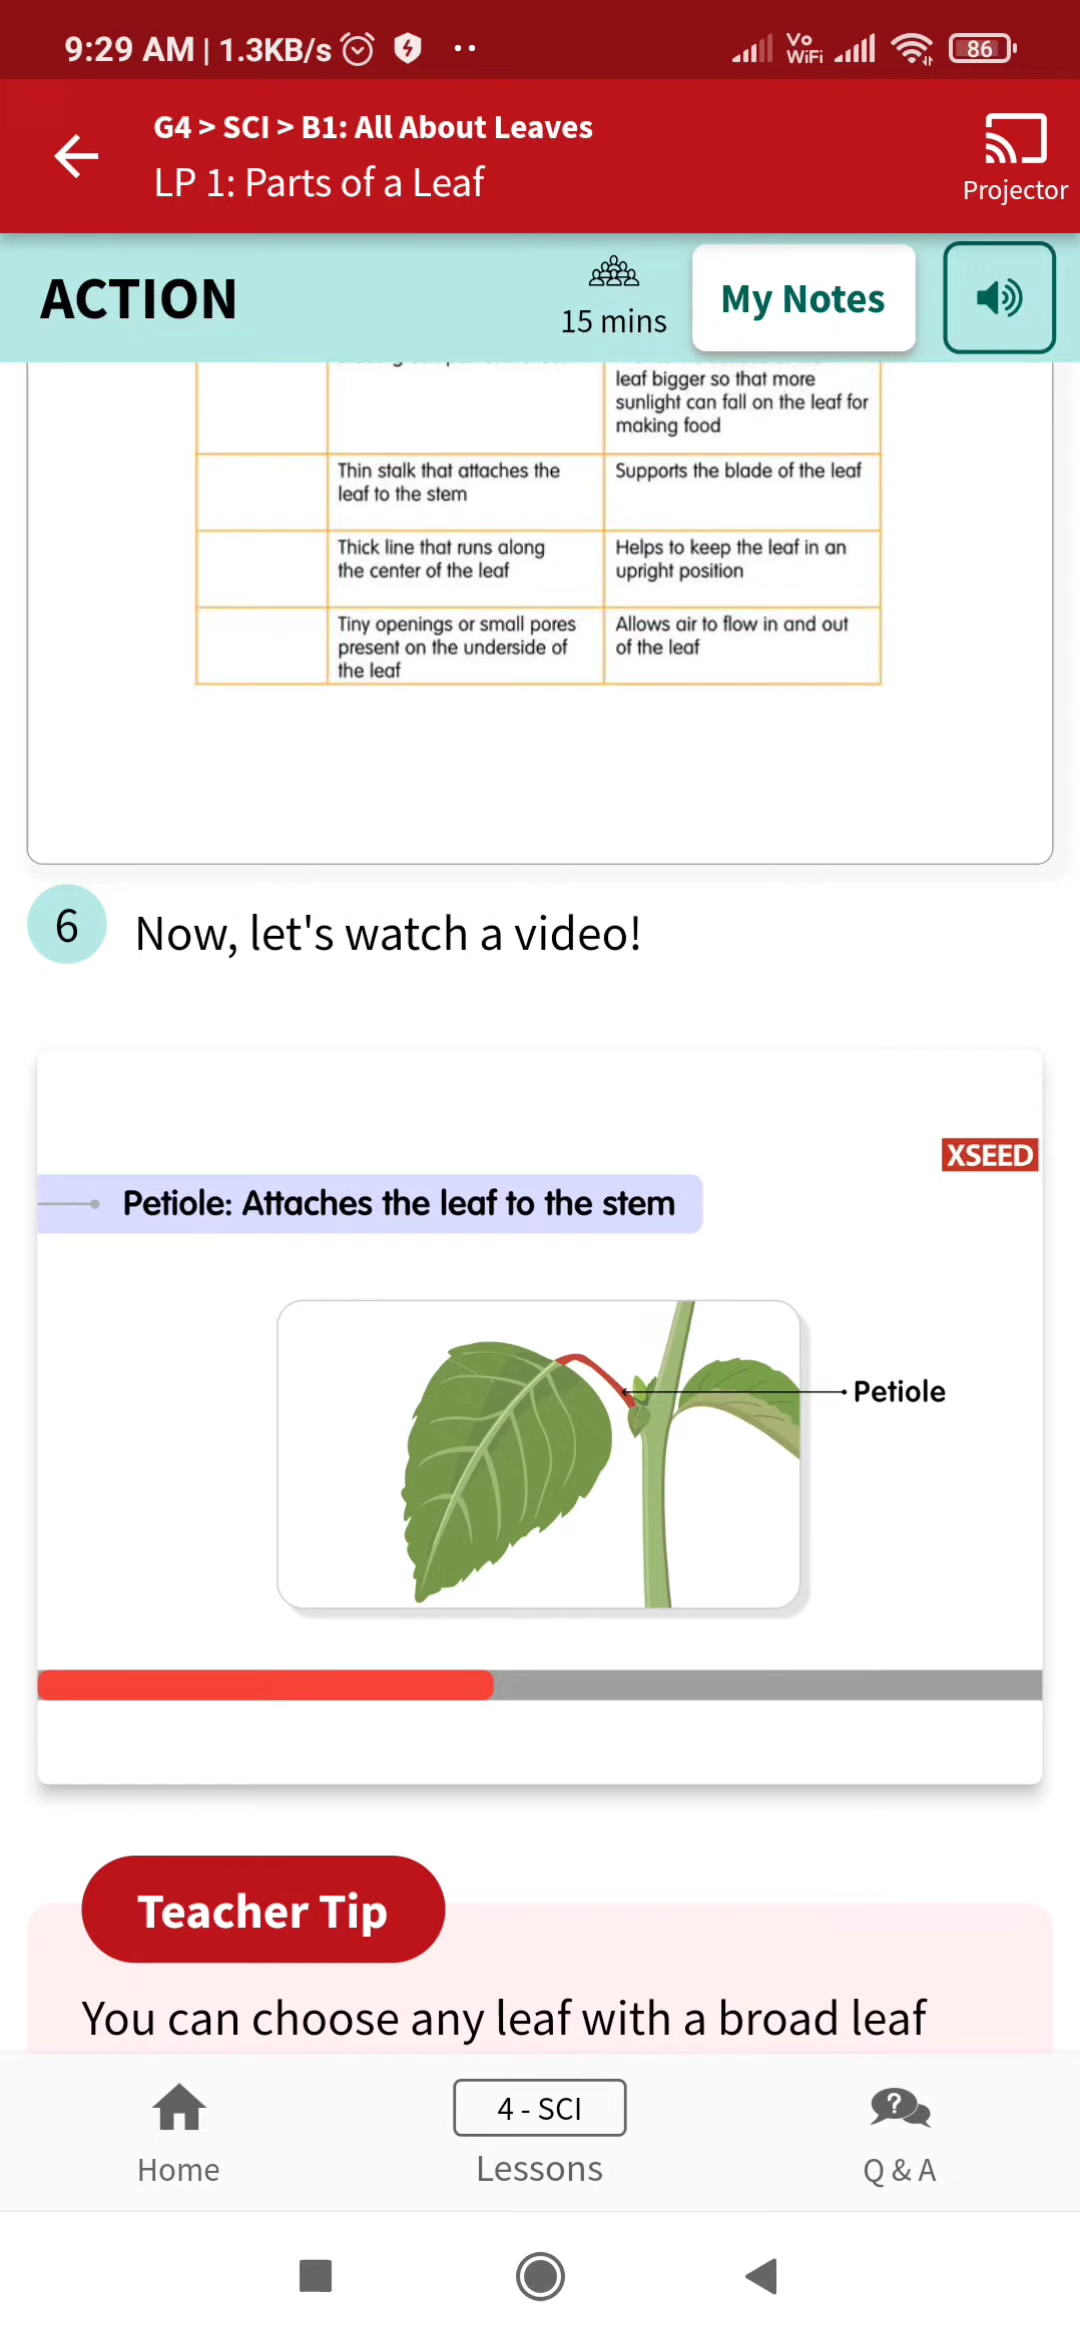 9:29 AM | 1.3KB/s
Vo
WiFi
86
G4 > SCI > B1: All About Leaves
LP 1: Parts of a Leaf
Projector
ACTION
15 mins
My Notes
leaf bigger so that more
sunlight can fall on the leaf for
making food
Thin stalk that attaches the
leaf to the stem
Supports the blade of the leaf
Thick line that runs along
the center of the leaf
Helps to keep the leaf in an
upright position
Tiny openings or small pores
present on the underside of
the leaf
Allows air to flow in and out
of the leaf
6
Now, let's watch a video!
XSEED
Petiole: Attaches the leaf to the stem
Petiole
Teacher Tip
You can choose any leaf with a broad leaf
Home
4 - SCI
Lessons
Q & A